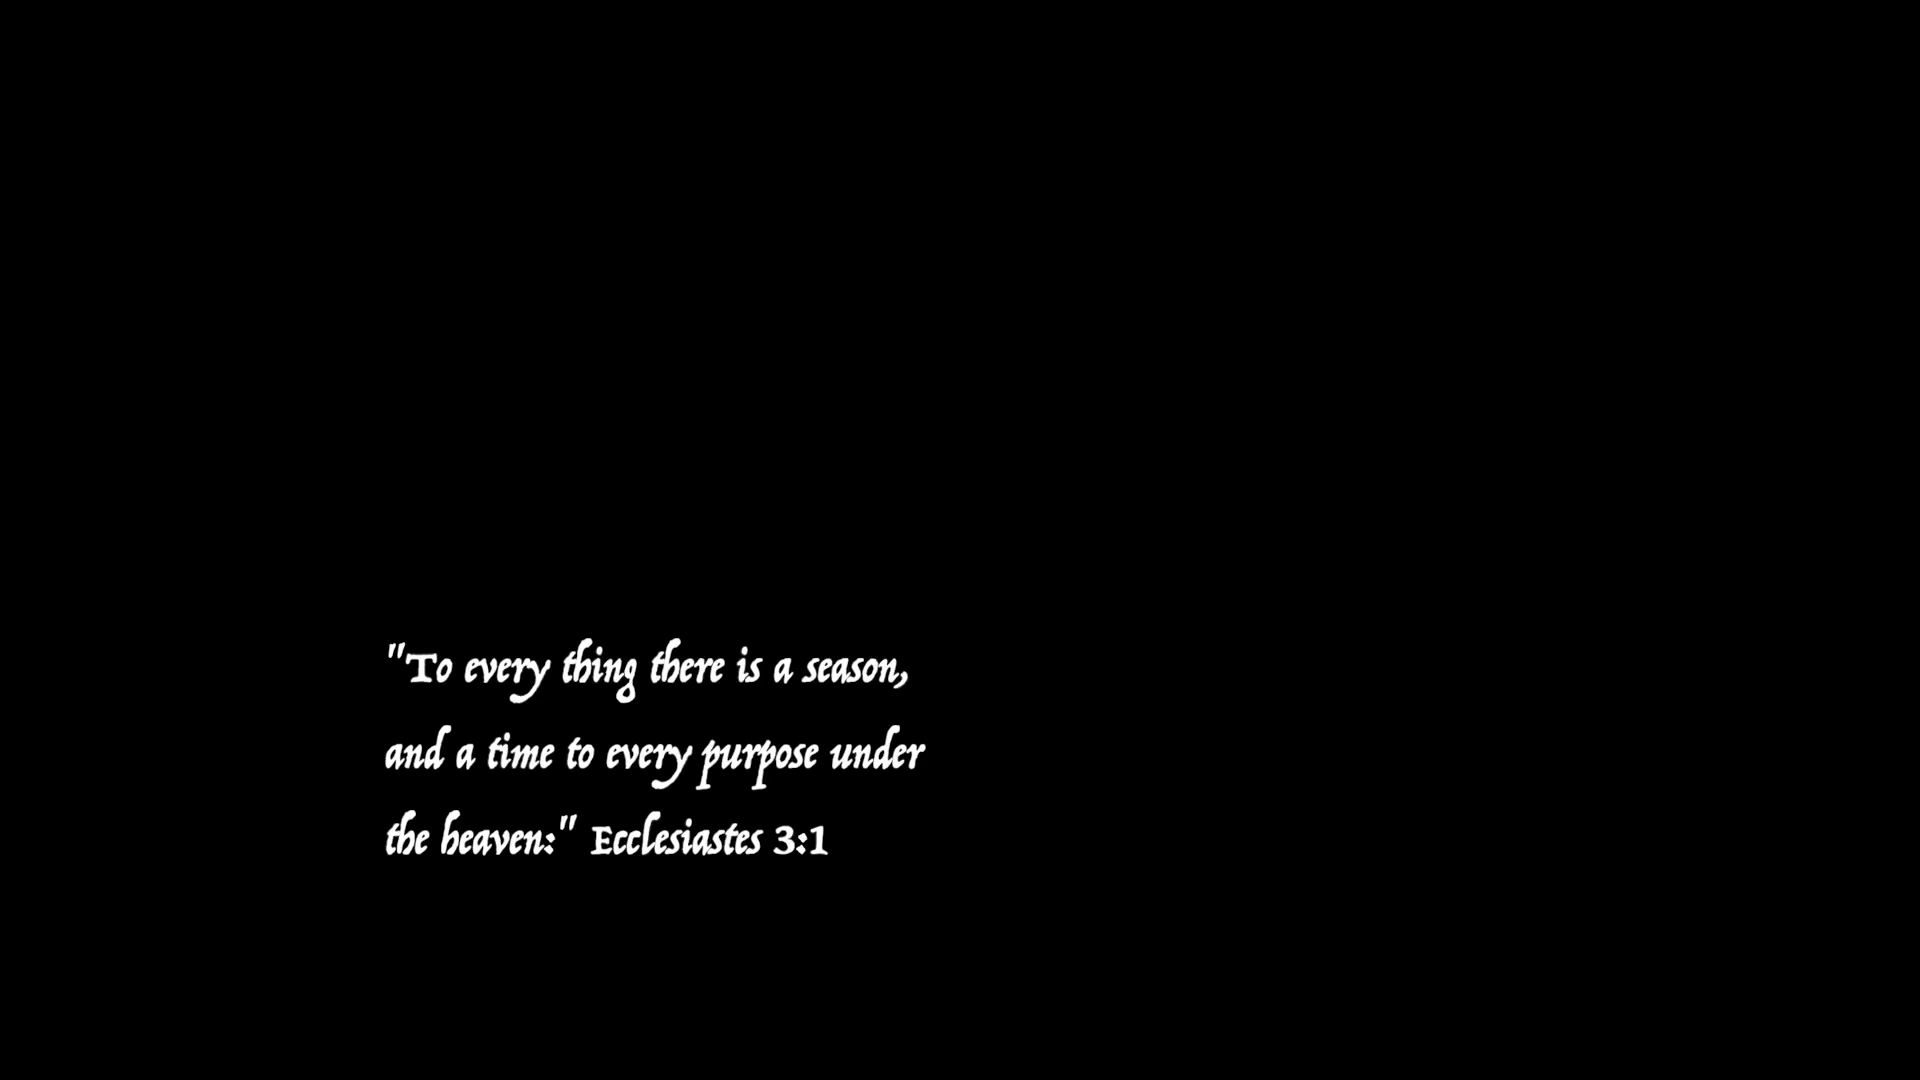 "To every thing there is a season,
and a time to every purpose under
the heaven:" Ecclesiastes 3:1